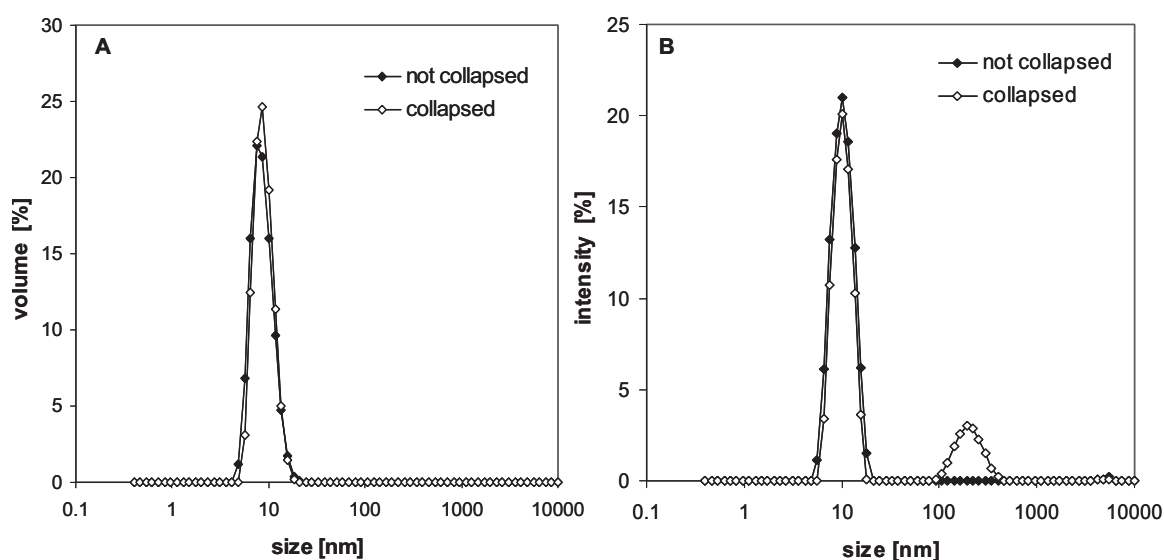 A
not collapsed
collapsed
volume [%]
30
25
20
15
10
5
0
0.1 1 10 100 1000 10000
size [nm]
B
not collapsed
collapsed
intensity [%]
25
20
15
10
5
0
0.1 1 10 100 1000 10000
size [nm]